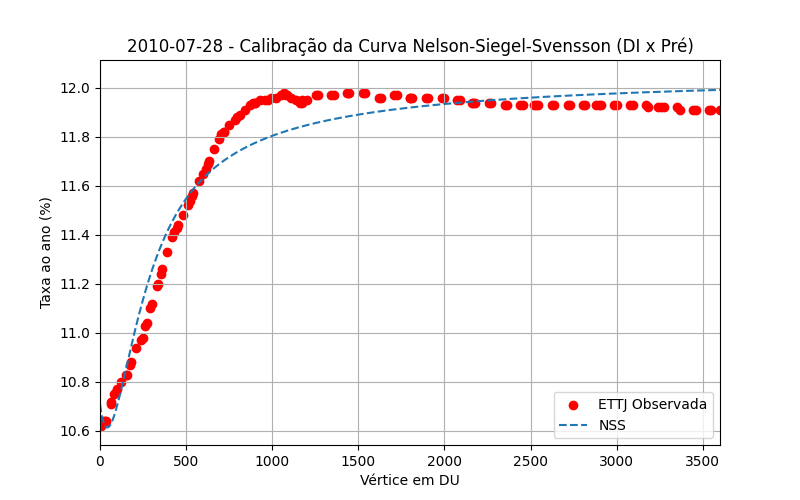 2010-07-28 - Calibração da Curva Nelson-Siegel-Svensson (DI x Pré)
12.0
11.8
11.6
11.4
11.2
11.0
10.8
10.6
Taxa ao ano (%)
ETTJ Observada
NSS
0 500 1000 1500 2000 2500 3000 3500
Vértice em DU